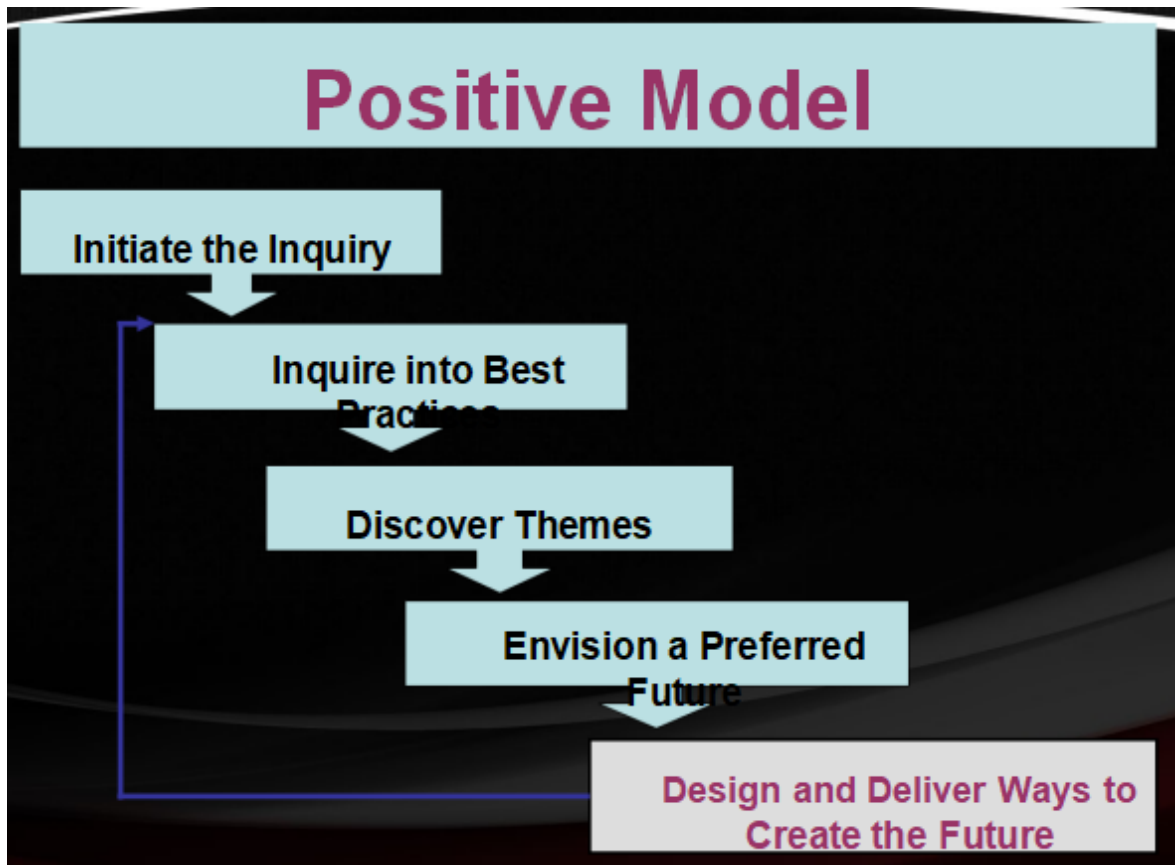 Positive Model
Initiate the Inquiry
Inquire into Best
Practices
Discover Themes
Envision a Preferred
Future
Design and Deliver Ways to
Create the Future